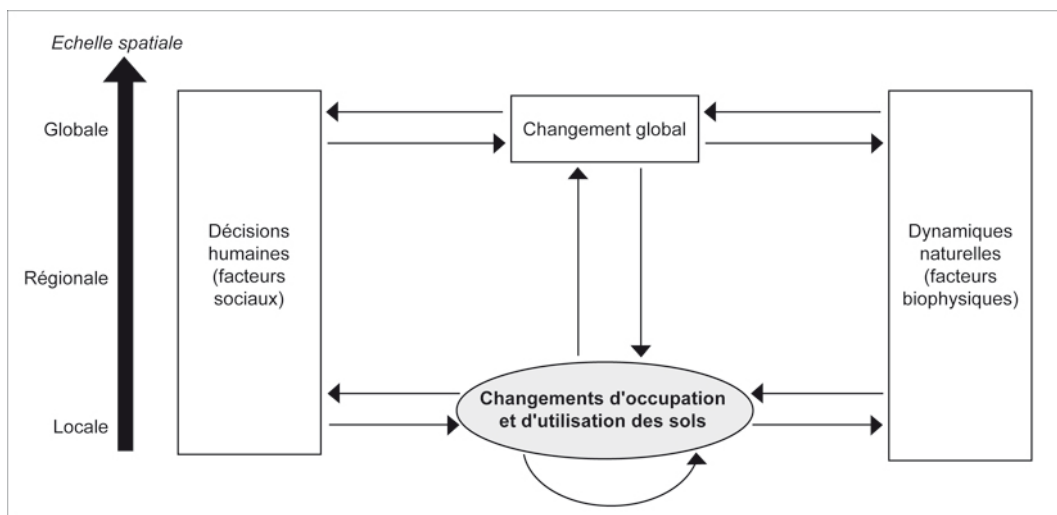 Echelle spatiale
Globale
Régionale
Locale
Décisions
humaines
(facteurs
sociaux)
Changement global
Changements d'occupation
et d'utilisation des sols
Dynamiques
naturelles
(facteurs
biophysiques)